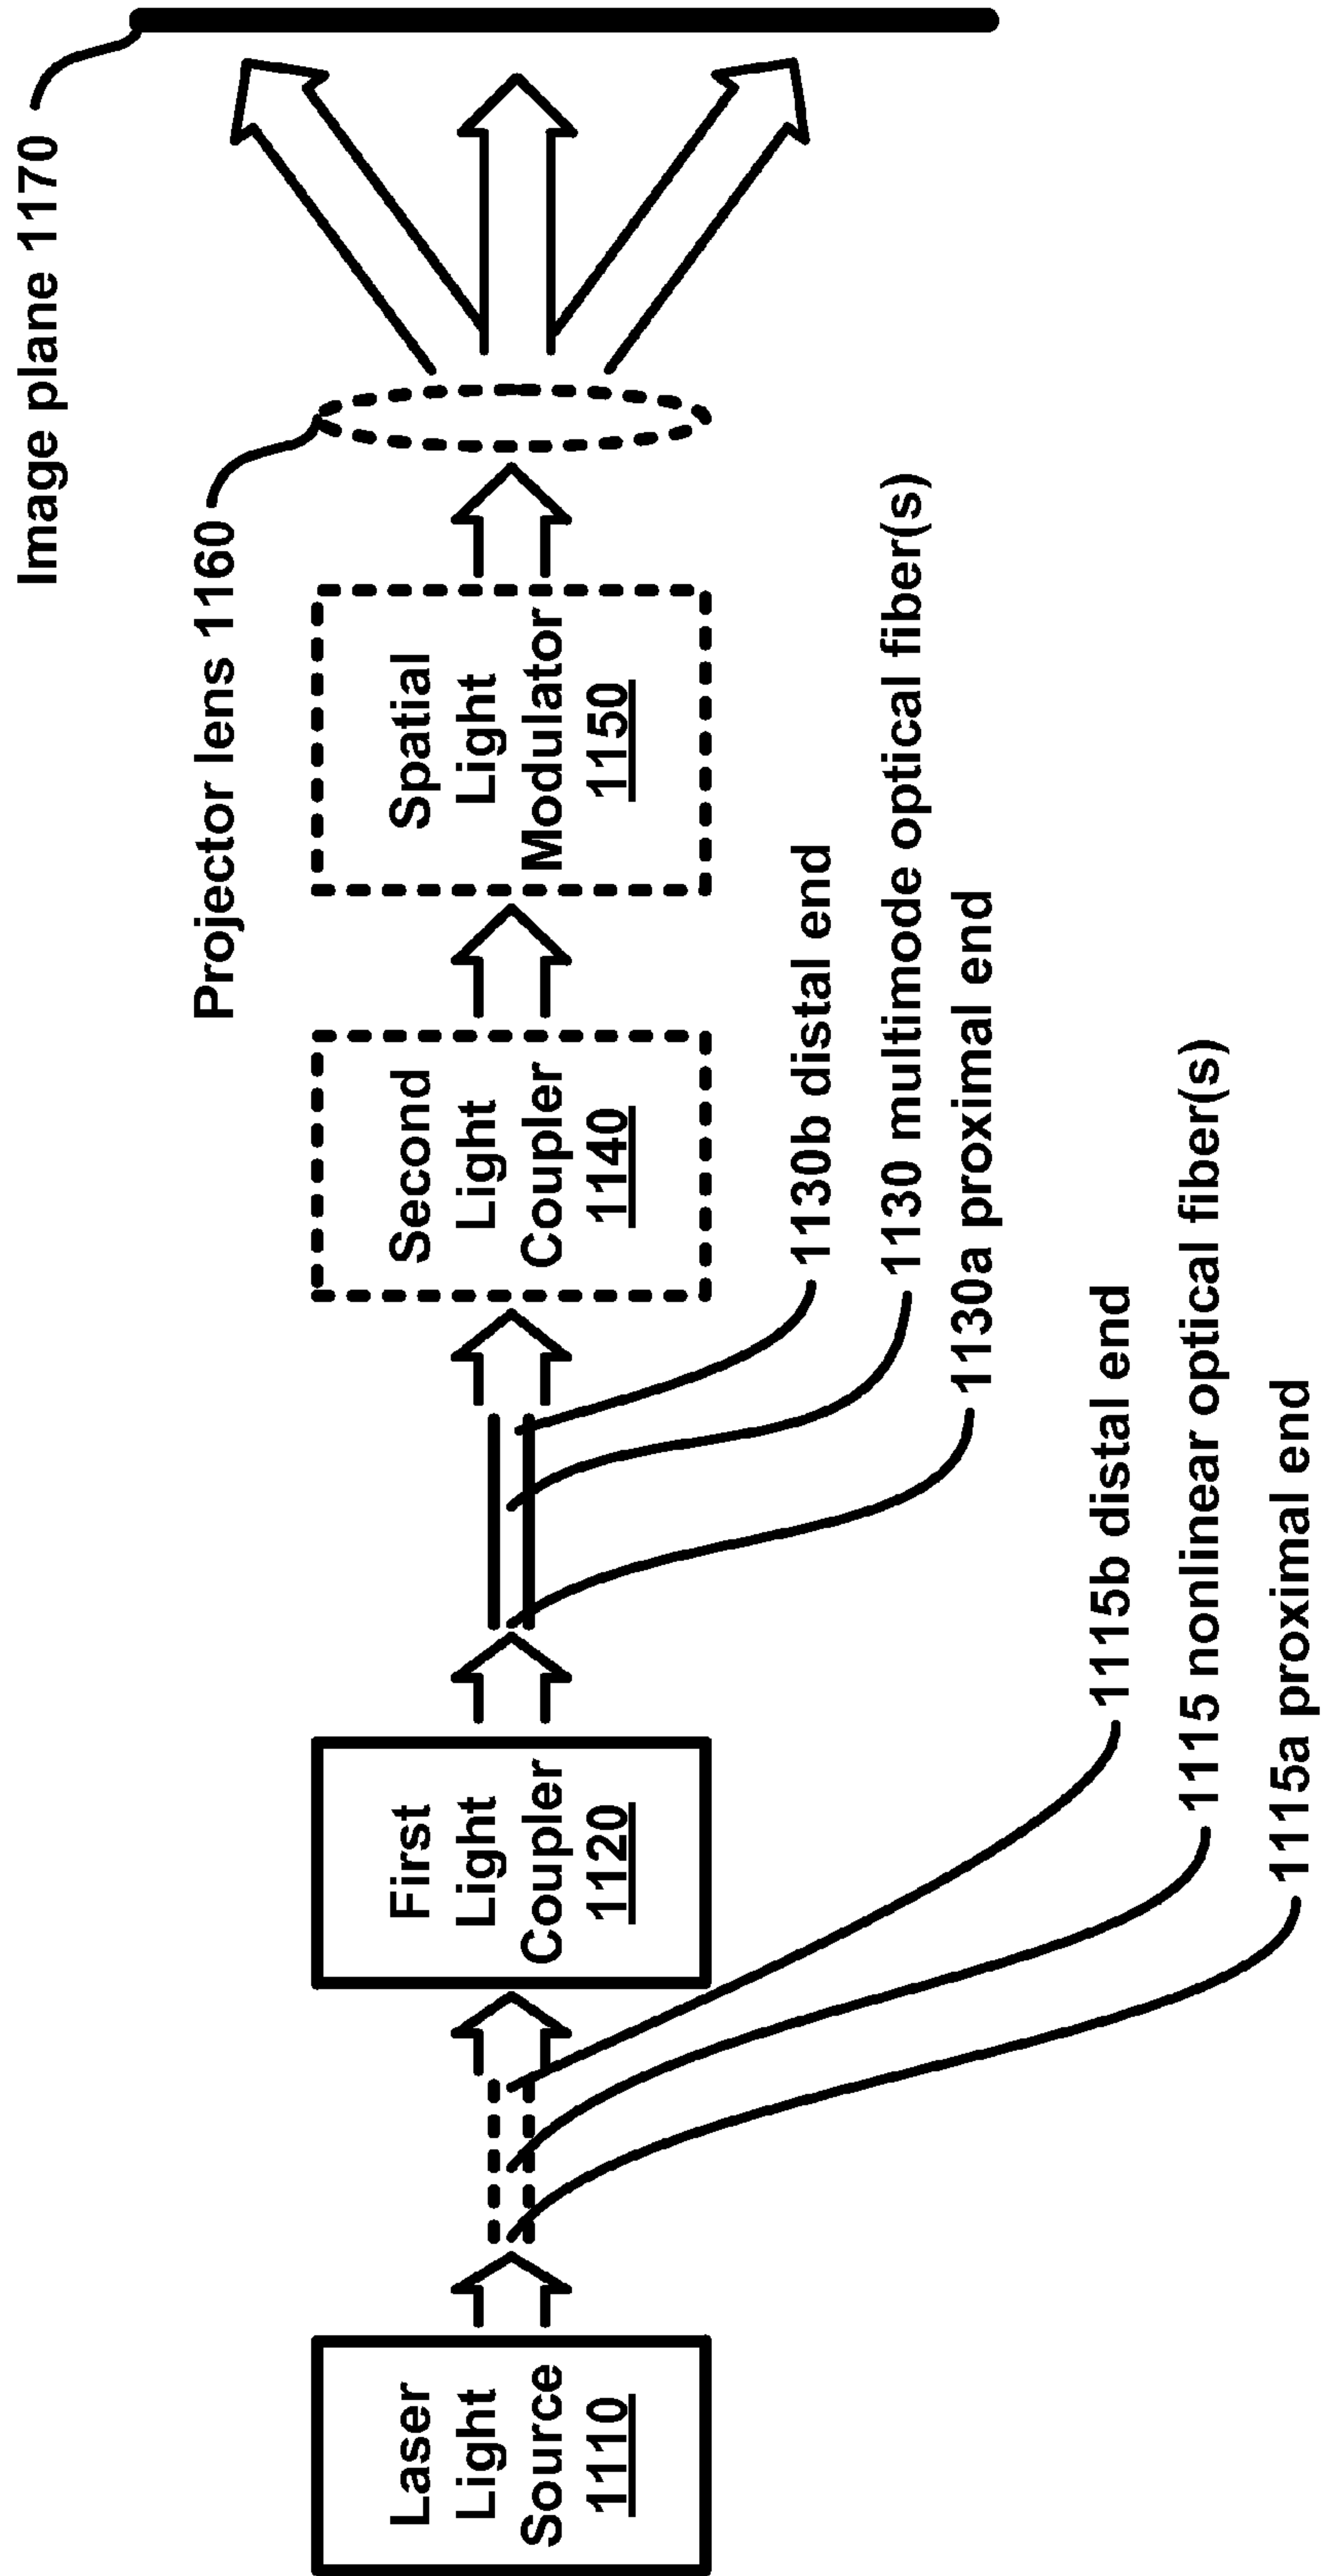 Image plane 1170
Projector lens 1160
Laser
Light
Source
1110
First
Light
Coupler
1120
Second
Light
Coupler
1140
Spatial
Light
Modulator
1150
1130b distal end
1130 multimode optical fiber(s)
1130a proximal end
1115b distal end
1115 nonlinear optical fiber(s)
1115a proximal end